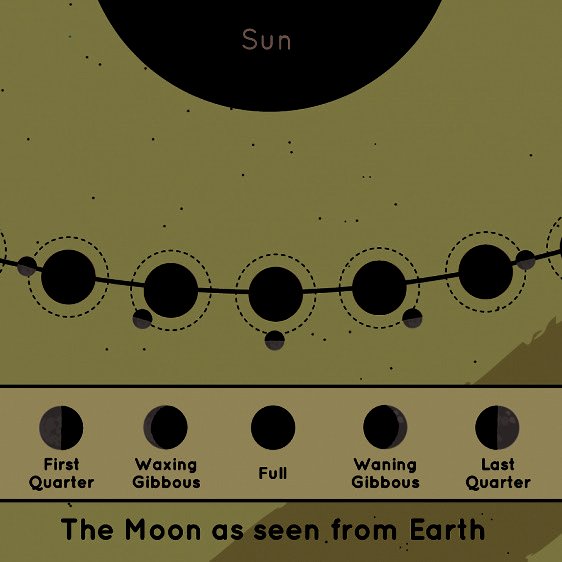 Sun
First
Quarter
Waxing
Gibbous
Full
Waning
Gibbous
Last
Quarter
The Moon as seen from Earth